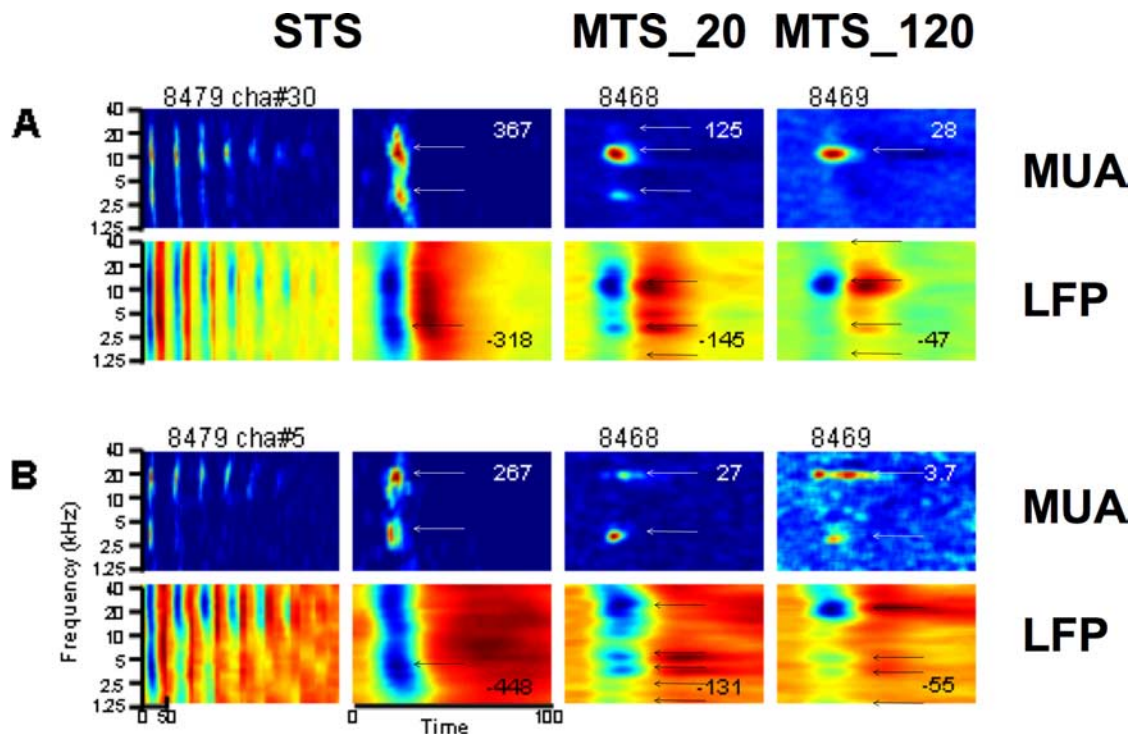 STS MTS_20 MTS_120
A
8479 cha#30 8468 8469
40
20
10
5
2.5
1.25
367 125 28
MUA
40
20
10
5
2.5
1.25
-318 -145 -47
LFP
B
8479 cha#5 8468 8469
40
20
10
5
2.5
1.25
267 27 3.7
MUA
Frequency (kHz)
40
20
10
5
2.5
1.25
-448 -131 -55
LFP
0 50 0 Time 100